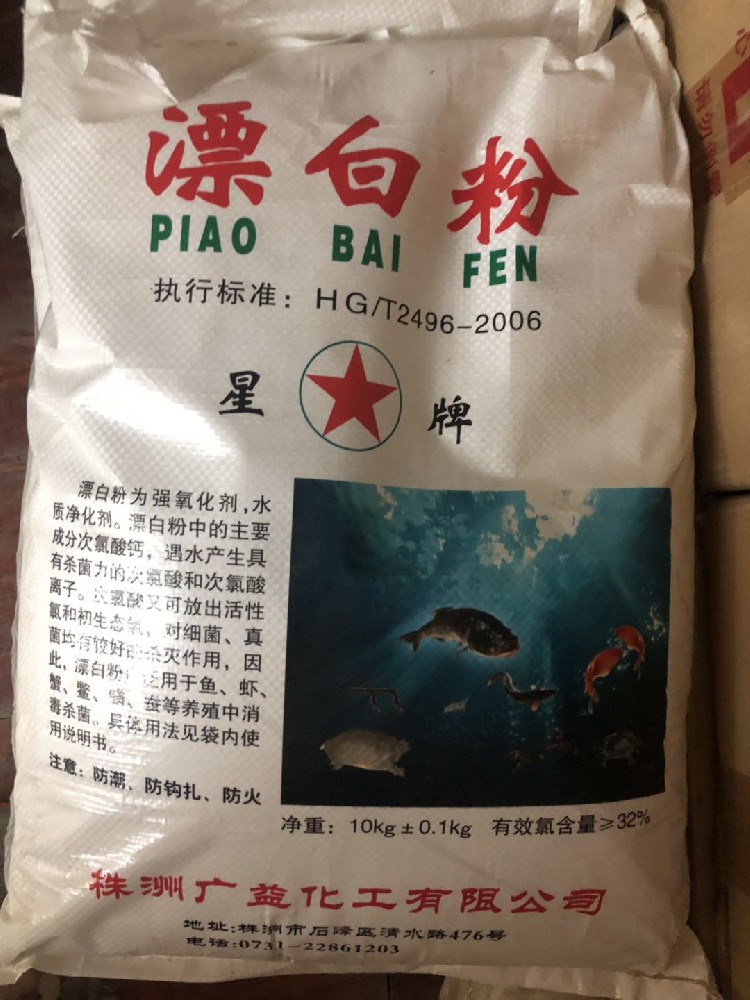 漂白粉
PIAO BAI FEN
执行标准：HG/T2496-2006
星 牌
漂白粉为强氧化剂，水
质净化剂。漂白粉中的主要
成分次氯酸钙，遇水产生具
有杀菌力的次氯酸和次氯酸
离子。次氯酸又可放出活性
氯和初生态氧，对细菌、真
菌均有较好的杀灭作用，因
此，漂白粉广泛用于鱼、虾、
蟹、鳖、蚕等养殖中消
毒杀菌。具体用法见袋内使
用说明书。
注意：防潮、防钩扎、防火
净重：10kg±0.1kg 有效氯含量≥32%
株洲广益化工有限公司
地址:株洲市石峰区清水路476号
电话:0731-22861203